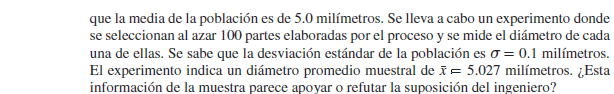 que la media de la población es de 5.0 milímetros. Se lleva a cabo un experimento donde
se seleccionan al azar 100 partes elaboradas por el proceso y se mide el diámetro de cada
una de ellas. Se sabe que la desviación estándar de la población es σ = 0.1 milímetros.
El experimento indica un diámetro promedio muestral de x̄ = 5.027 milímetros. ¿Esta
información de la muestra parece apoyar o refutar la suposición del ingeniero?